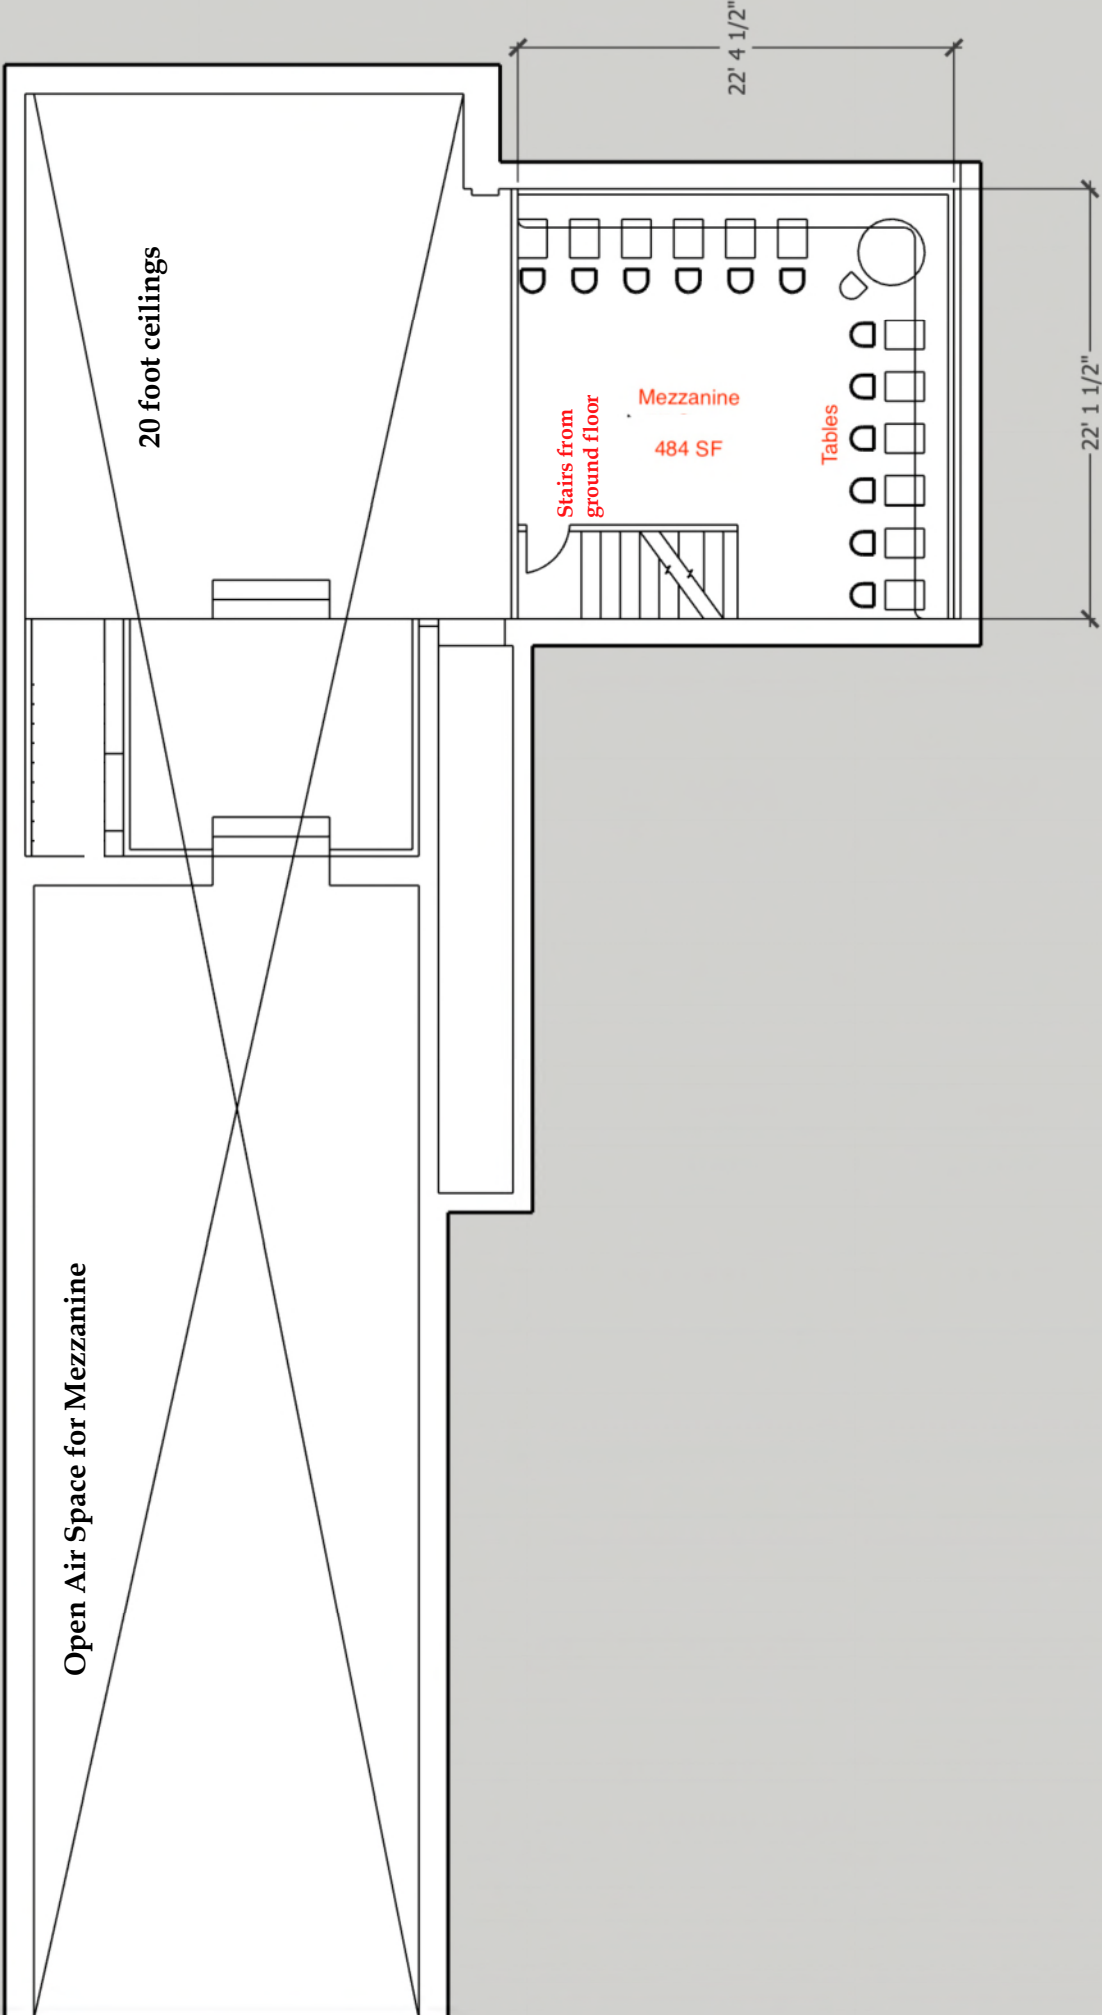 22' 4 1/2"
20 foot ceilings
Stairs from
ground floor
Mezzanine
484 SF
Tables
22' 1 1/2"
Open Air Space for Mezzanine